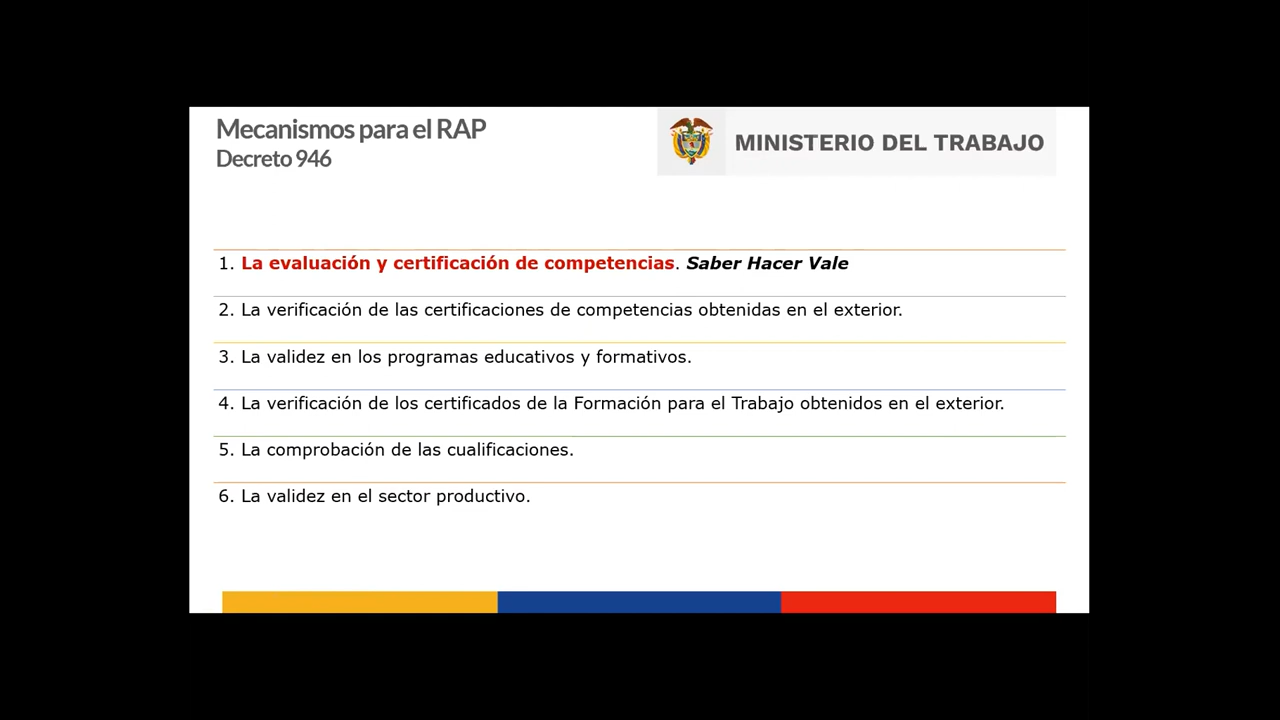 Mecanismos para el RAP
Decreto 946
MINISTERIO DEL TRABAJO
1. La evaluación y certificación de competencias. Saber Hacer Vale
2. La verificación de las certificaciones de competencias obtenidas en el exterior.
3. La validez en los programas educativos y formativos.
4. La verificación de los certificados de la Formación para el Trabajo obtenidos en el exterior.
5. La comprobación de las cualificaciones.
6. La validez en el sector productivo.